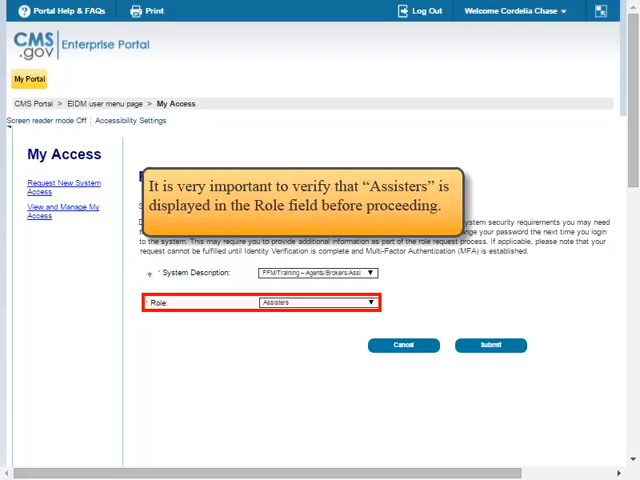 Portal Help & FAQs
Print
Log Out
Welcome Cordelia Chase
CMS
.gov
Enterprise Portal
My Portal
CMS Portal > EIDM user menu page > My Access
Screen reader mode Off | Accessibility Settings
My Access
Request New System
Access
View and Manage My
Access
It is very important to verify that “Assisters” is
displayed in the Role field before proceeding.
ystem security requirements you may need
nge your password the next time you login
to the system. This may require you to provide additional information as part of the role request process. If applicable, please note that your
request cannot be fulfilled until Identity Verification is complete and Multi-Factor Authentication (MFA) is established.
* System Description:
FFM/Training – Agents/Brokers/Assi
* Role:
Assisters
Cancel
Submit